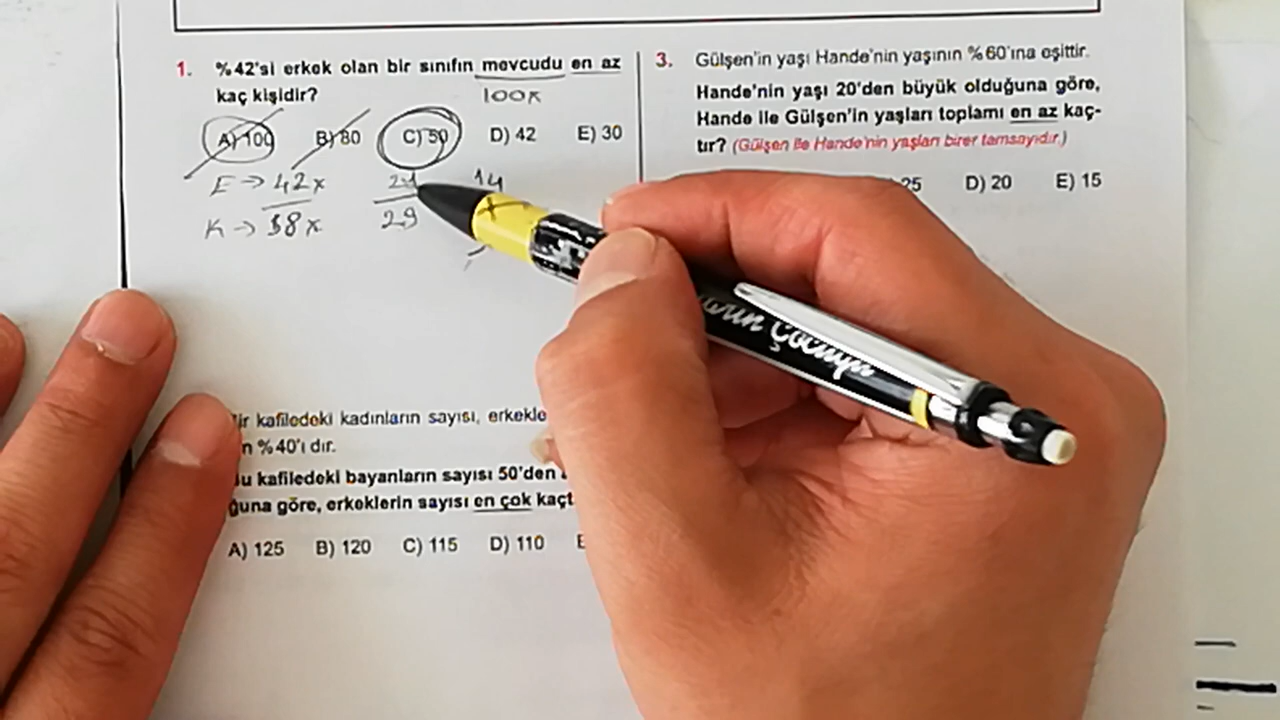 1. %42'si erkek olan bir sınıfın mevcudu en az
kaç kişidir?
100x
A) 100 B) 80 C) 50 D) 42 E) 30
E → 42x 21 14
K → 58x 29
3. Gülşen'in yaşı Hande'nin yaşının %60'ına eşittir.
Hande'nin yaşı 20'den büyük olduğuna göre,
Hande ile Gülşen'in yaşları toplamı en az kaç-
tır? (Gülşen ile Hande'nin yaşları birer tamsayıdır.)
25 D) 20 E) 15
kafiledeki kadınların sayısı,
%40'ı dır.
kafiledeki bayanların sayısı 50'den
göre, erkeklerin sayısı en çok
A) 125 B) 120 C) 115 D) 110